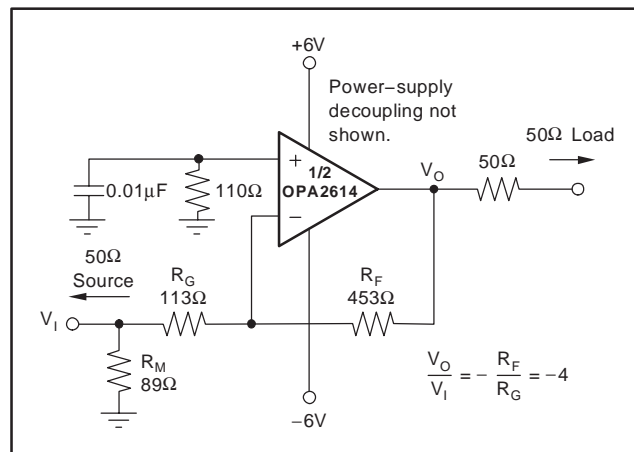 +6V
Power–supply
decoupling not
shown.
50Ω Load
+
1/2
OPA2614
–
V_O
50Ω
0.01µF
110Ω
50Ω
Source
R_G
113Ω
R_F
453Ω
V_I
R_M
89Ω
V_O/V_I = – R_F/R_G = –4
–6V